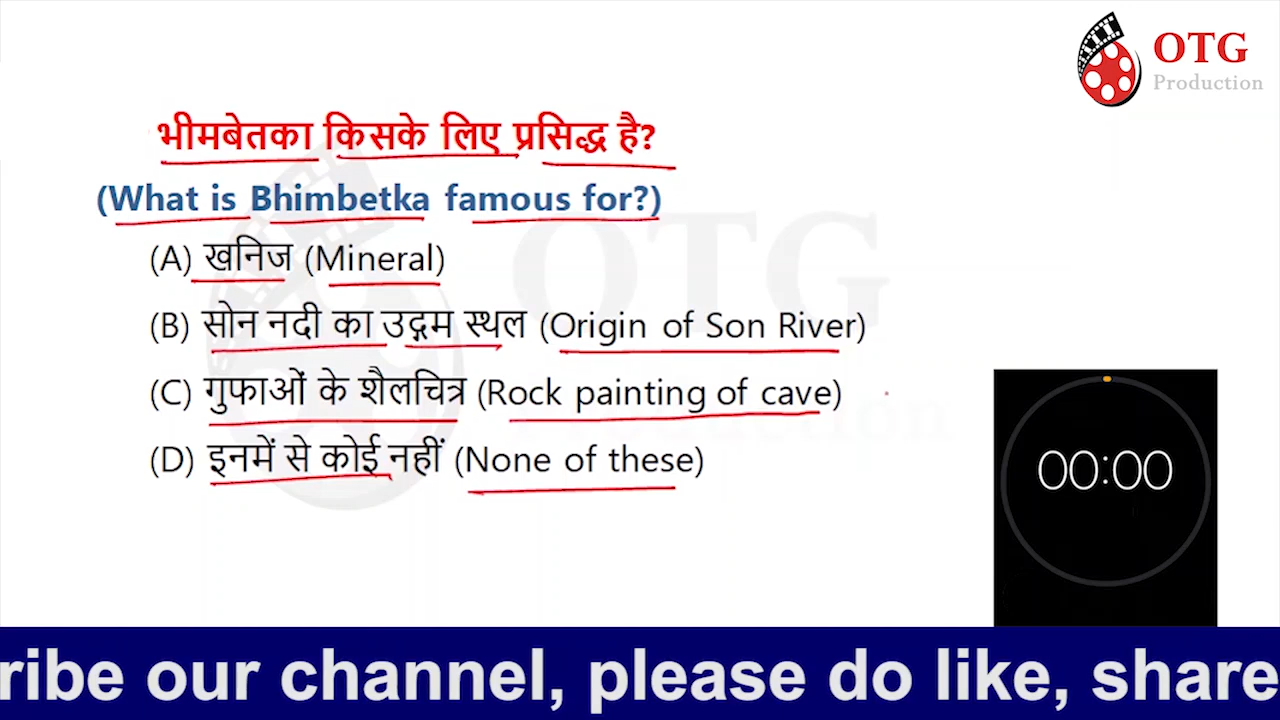 OTG
Production
भीमबेतका किसके लिए प्रसिद्ध है?
(What is Bhimbetka famous for?)
(A) खनिज (Mineral)
(B) सोन नदी का उद्गम स्थल (Origin of Son River)
(C) गुफाओं के शैलचित्र (Rock painting of cave)
(D) इनमें से कोई नहीं (None of these)
00:00
ribe our channel, please do like, share